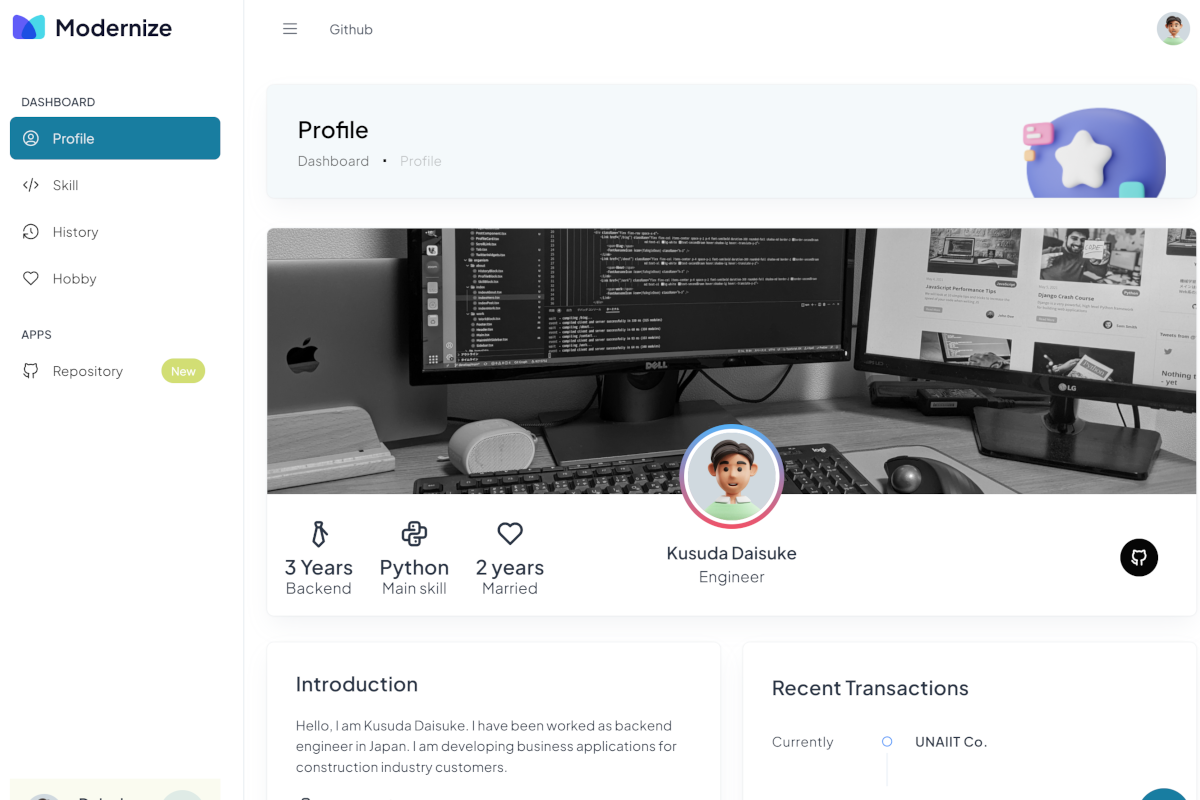 Modernize
Github
DASHBOARD
Profile
Skill
History
Hobby
APPS
Repository New
Profile
Dashboard • Profile
DELL
LG
JavaScript Performance Tips
Django Crash Course
3 Years
Backend
Python
Main skill
2 years
Married
Kusuda Daisuke
Engineer
Introduction
Hello, I am Kusuda Daisuke. I have been worked as backend
engineer in Japan. I am developing business applications for
construction industry customers.
Recent Transactions
Currently
UNAIIT Co.